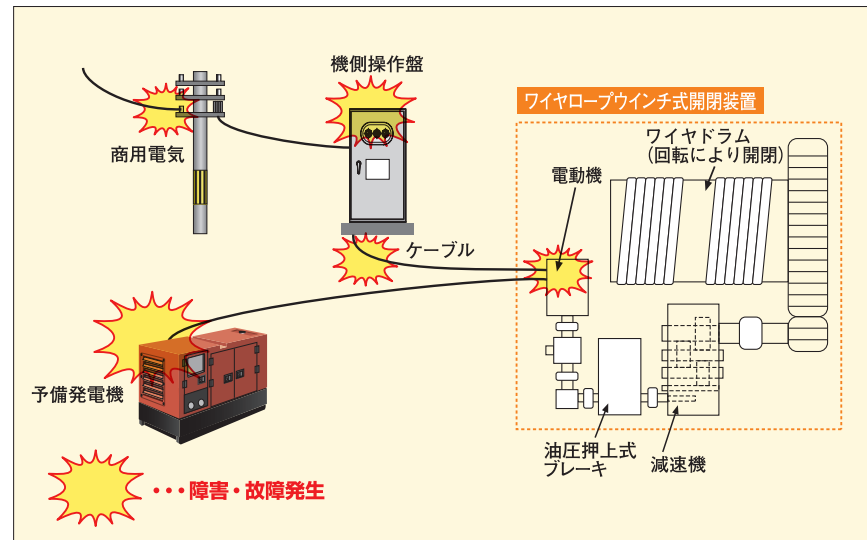 機側操作盤
ワイヤロープウインチ式開閉装置
商用電気
ワイヤドラム
(回転により開閉)
電動機
ケーブル
予備発電機
油圧押上式
ブレーキ
減速機
・・・障害・故障発生